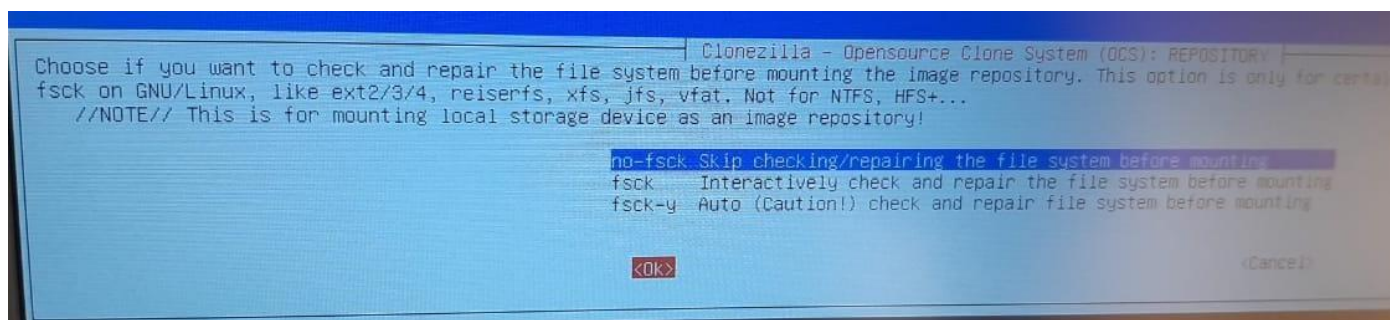 Clonezilla - Opensource Clone System (OCS): REPOSITORY
Choose if you want to check and repair the file system before mounting the image repository. This option is only for certai
fsck on GNU/Linux, like ext2/3/4, reiserfs, xfs, jfs, vfat. Not for NTFS, HFS+...
//NOTE// This is for mounting local storage device as an image repository!
no-fsck Skip checking/repairing the file system before mounting
fsck Interactively check and repair the file system before mounting
fsck-y Auto (Caution!) check and repair file system before mounting
<Ok> <Cancel>